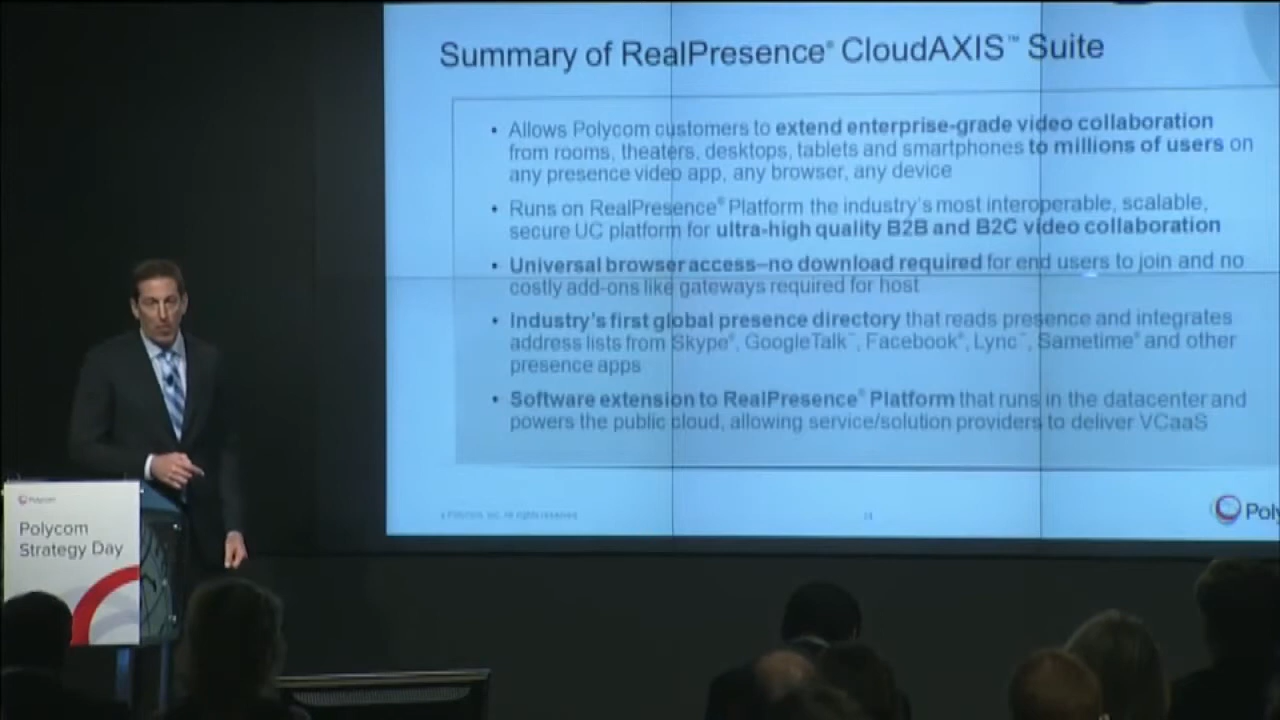 Summary of RealPresence® CloudAXIS™ Suite
• Allows Polycom customers to extend enterprise-grade video collaboration
from rooms, theaters, desktops, tablets and smartphones to millions of users on
any presence video app, any browser, any device
• Runs on RealPresence® Platform the industry's most interoperable, scalable,
secure UC platform for ultra-high quality B2B and B2C video collaboration
• Universal browser access–no download required for end users to join and no
costly add-ons like gateways required for host
• Industry's first global presence directory that reads presence and integrates
address lists from Skype®, GoogleTalk™, Facebook®, Lync™, Sametime® and other
presence apps
• Software extension to RealPresence® Platform that runs in the datacenter and
powers the public cloud, allowing service/solution providers to deliver VCaaS
Poly
Polycom
Polycom
Strategy Day